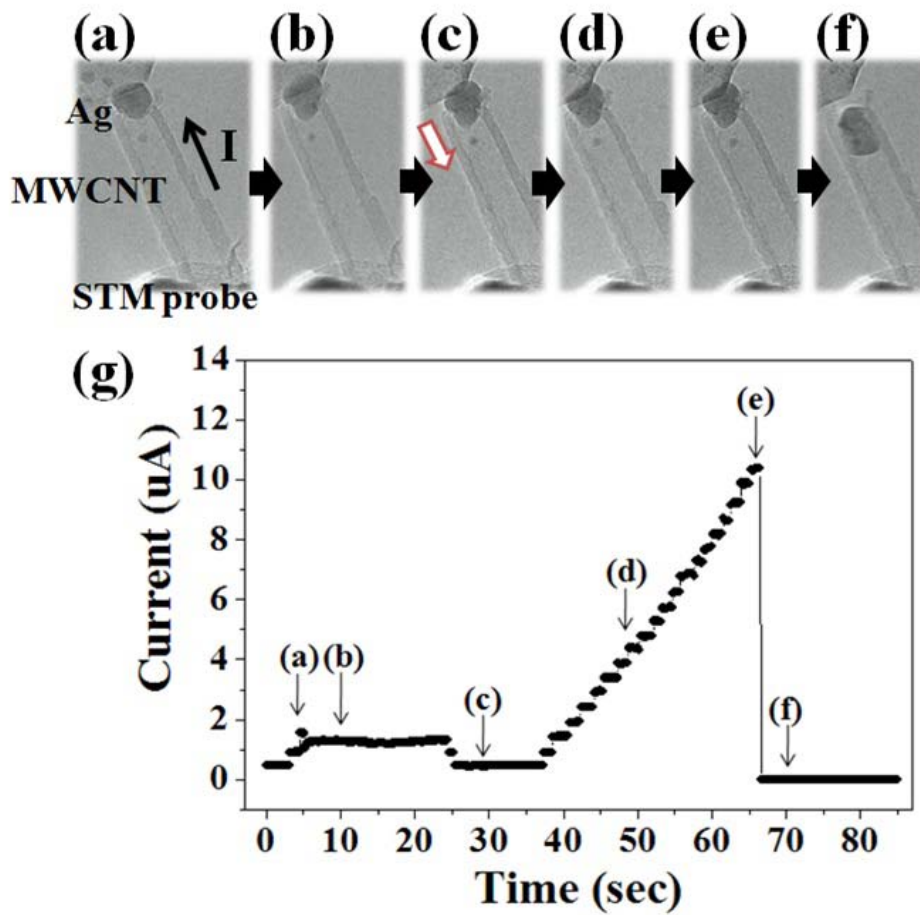 (a) (b) (c) (d) (e) (f)
Ag
I
MWCNT
STM probe
(g)
14
12
10
8
6
4
2
0
Current (uA)
(a) (b) (c) (d) (e) (f)
0 10 20 30 40 50 60 70 80
Time (sec)